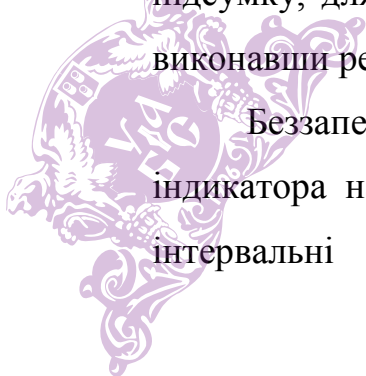 підсумку, для
виконавши ре
Беззапе
індикатора н
інтервальні